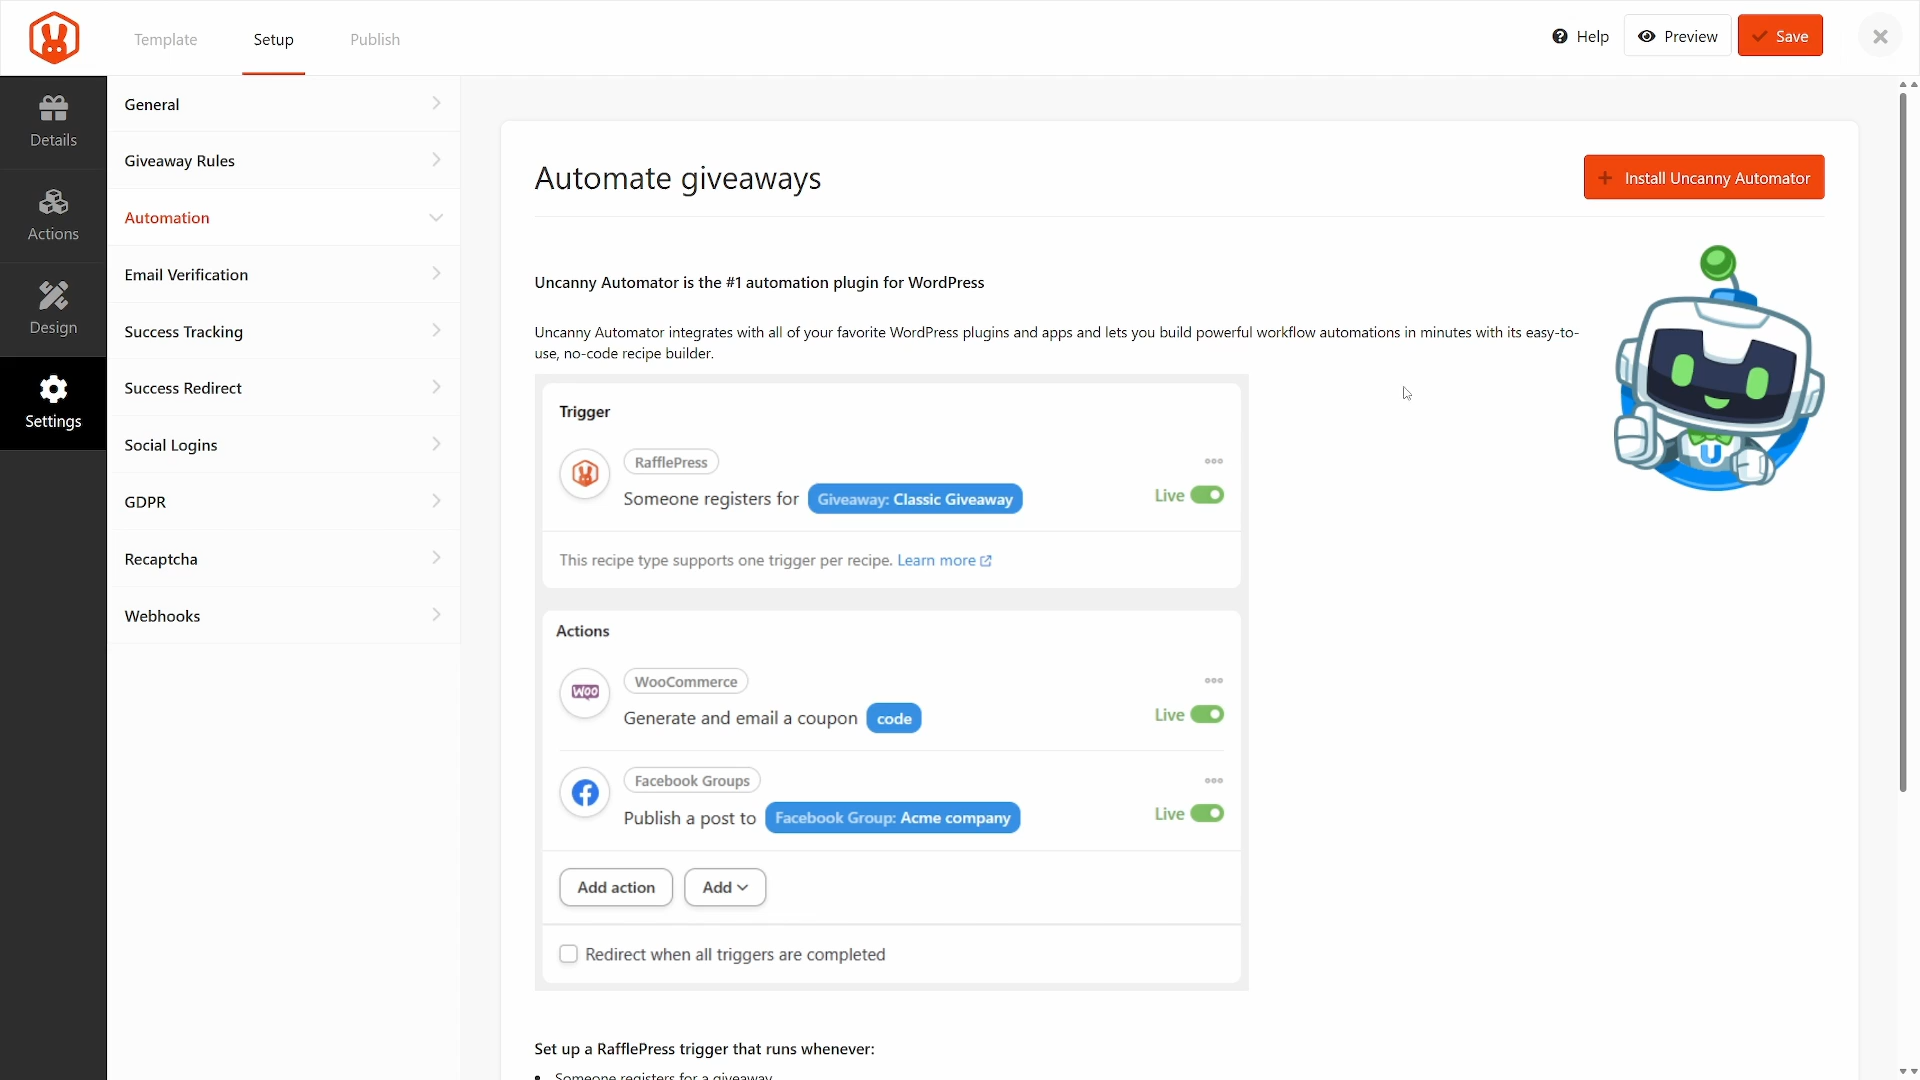 Template
Setup
Publish
Help
Preview
Save
Details
Actions
Design
Settings
General
Giveaway Rules
Automation
Email Verification
Success Tracking
Success Redirect
Social Logins
GDPR
Recaptcha
Webhooks
Automate giveaways
Install Uncanny Automator
Uncanny Automator is the #1 automation plugin for WordPress
Uncanny Automator integrates with all of your favorite WordPress plugins and apps and lets you build powerful workflow automations in minutes with its easy-to-
use, no-code recipe builder.
Trigger
RafflePress
Someone registers for Giveaway: Classic Giveaway
Live
This recipe type supports one trigger per recipe. Learn more
Actions
WooCommerce
Woo
Generate and email a coupon code
Live
Facebook Groups
Publish a post to Facebook Group: Acme company
Live
Add action
Add
Redirect when all triggers are completed
U
Set up a RafflePress trigger that runs whenever:
• Someone registers for a giveaway